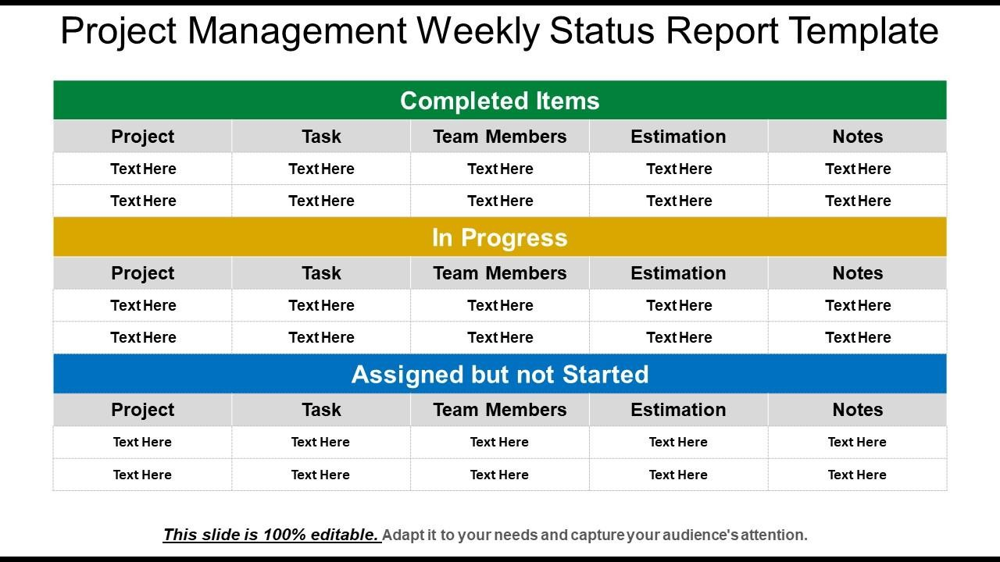 Project Management Weekly Status Report Template
Completed Items
Project Task Team Members Estimation Notes
Text Here Text Here Text Here Text Here Text Here
Text Here Text Here Text Here Text Here Text Here
In Progress
Project Task Team Members Estimation Notes
Text Here Text Here Text Here Text Here Text Here
Text Here Text Here Text Here Text Here Text Here
Assigned but not Started
Project Task Team Members Estimation Notes
Text Here Text Here Text Here Text Here Text Here
Text Here Text Here Text Here Text Here Text Here
This slide is 100% editable. Adapt it to your needs and capture your audience's attention.